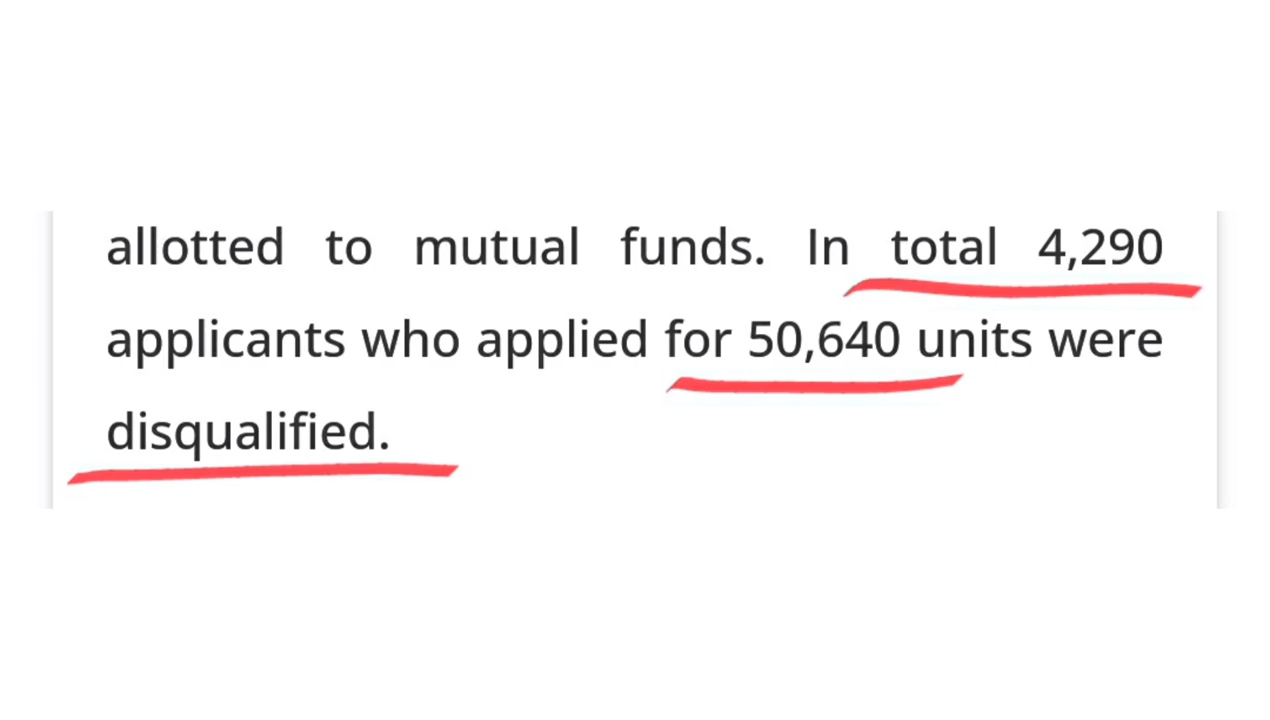 allotted to mutual funds. In total 4,290
applicants who applied for 50,640 units were
disqualified.